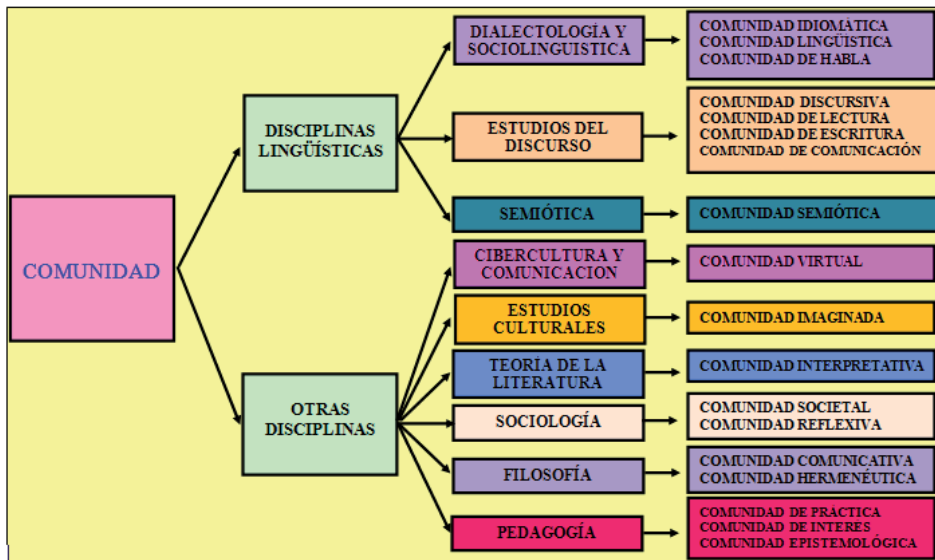 COMUNIDAD
DISCIPLINAS
LINGÜÍSTICAS
DIALECTOLOGÍA Y
SOCIOLINGUISTICA
COMUNIDAD IDIOMÁTICA
COMUNIDAD LINGÜÍSTICA
COMUNIDAD DE HABLA
ESTUDIOS DEL
DISCURSO
COMUNIDAD DISCURSIVA
COMUNIDAD DE LECTURA
COMUNIDAD DE ESCRITURA
COMUNIDAD DE COMUNICACIÓN
SEMIÓTICA
COMUNIDAD SEMIÓTICA
OTRAS
DISCIPLINAS
CIBERCULTURA Y
COMUNICACION
COMUNIDAD VIRTUAL
ESTUDIOS
CULTURALES
COMUNIDAD IMAGINADA
TEORÍA DE LA
LITERATURA
COMUNIDAD INTERPRETATIVA
SOCIOLOGÍA
COMUNIDAD SOCIETAL
COMUNIDAD REFLEXIVA
FILOSOFÍA
COMUNIDAD COMUNICATIVA
COMUNIDAD HERMENÉUTICA
PEDAGOGÍA
COMUNIDAD DE PRÁCTICA
COMUNIDAD DE INTERÉS
COMUNIDAD EPISTEMOLÓGICA